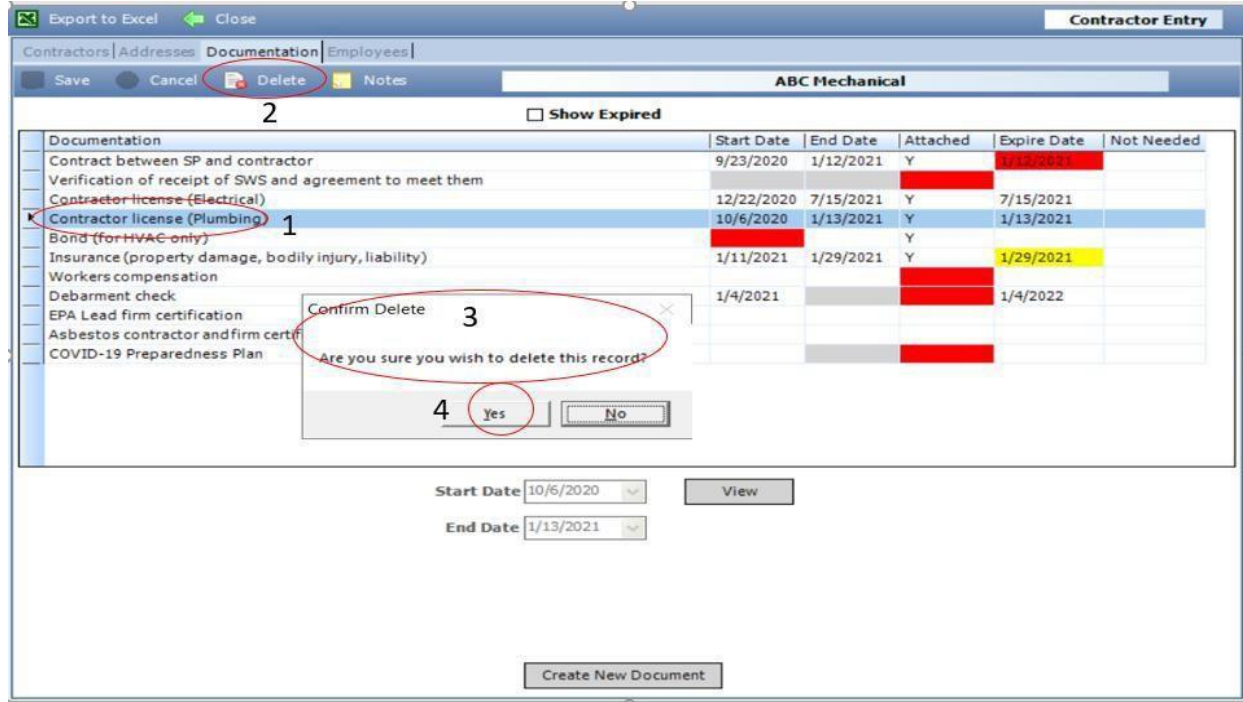 Export to Excel Close Contractor Entry
Contractors Addresses Documentation Employees
Save Cancel Delete Notes ABC Mechanical
2
Show Expired
Documentation Start Date End Date Attached Expire Date Not Needed
Contract between SP and contractor 9/23/2020 1/12/2021 Y 1/12/2021
Verification of receipt of SWS and agreement to meet them
Contractor license (Electrical) 12/22/2020 7/15/2021 Y 7/15/2021
Contractor license (Plumbing) 1 10/6/2020 1/13/2021 Y 1/13/2021
Bond (for HVAC only) Y
Insurance (property damage, bodily injury, liability) 1/11/2021 1/29/2021 Y 1/29/2021
Workers compensation
Debarment check 1/4/2021 1/4/2022
EPA Lead firm certification
Asbestos contractor and firm certif
COVID-19 Preparedness Plan
Confirm Delete 3
Are you sure you wish to delete this record?
4 Yes No
Start Date 10/6/2020 View
End Date 1/13/2021
Create New Document